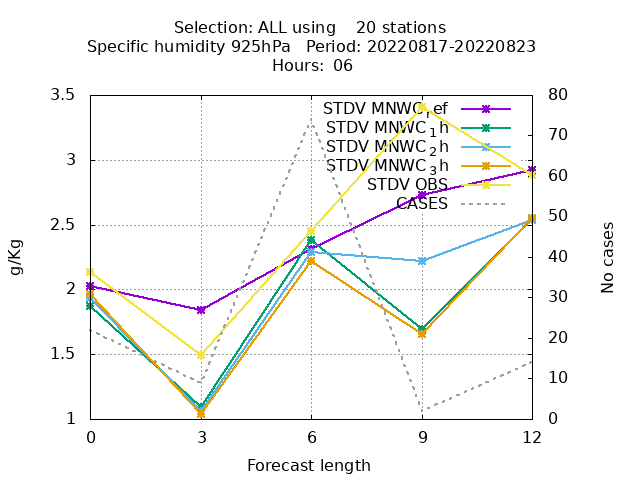 Selection: ALL using    20 stations
Specific humidity 925hPa   Period: 20220817-20220823
Hours:  06
3.5
3
2.5
2
1.5
1
80
70
60
50
40
30
20
10
0
g/Kg
No cases
STDV MNWC_ref
STDV MNWC_1h
STDV MNWC_2h
STDV MNWC_3h
STDV OBS
CASES
0 3 6 9 12
Forecast length